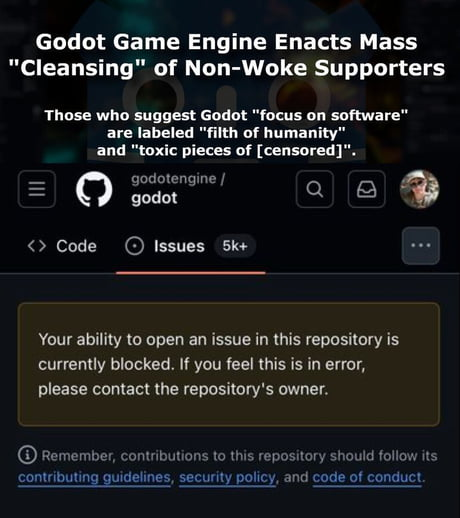 Godot Game Engine Enacts Mass
"Cleansing" of Non-Woke Supporters
Those who suggest Godot "focus on software"
are labeled "filth of humanity"
and "toxic pieces of [censored]".
godotengine /
godot
Code
Issues 5k+
Your ability to open an issue in this repository is
currently blocked. If you feel this is in error,
please contact the repository's owner.
Remember, contributions to this repository should follow its
contributing guidelines, security policy, and code of conduct.